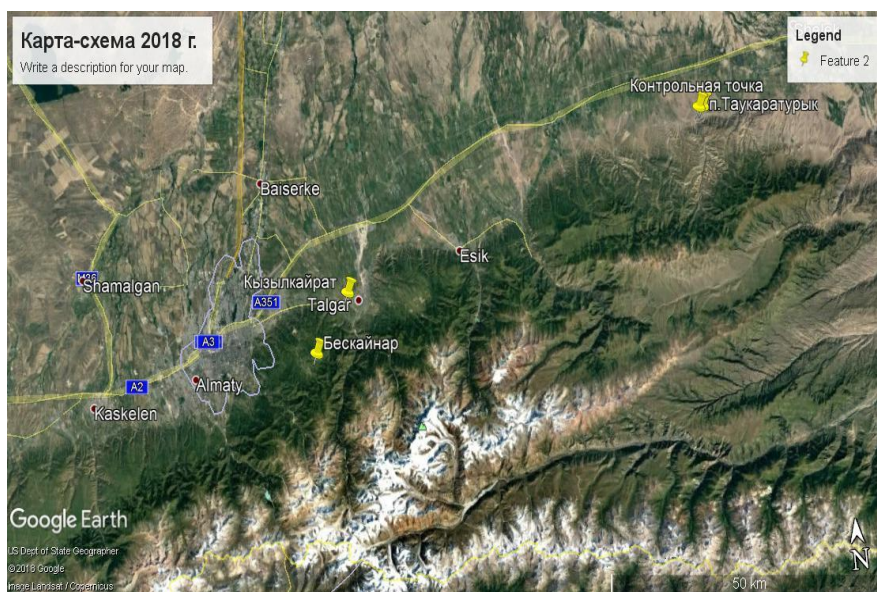 Карта-схема 2018 г.
Write a description for your map.
Legend
Feature 2
Контрольная точка
п.Таукаратурык
Baiserke
Esik
M36
Shamalgan
Кызылкайрат
A351
Talgar
A3
Бескайнар
A2
Almaty
Kaskelen
Google Earth
US Dept of State Geographer
©2018 Google
Image Landsat / Copernicus
N
50 km